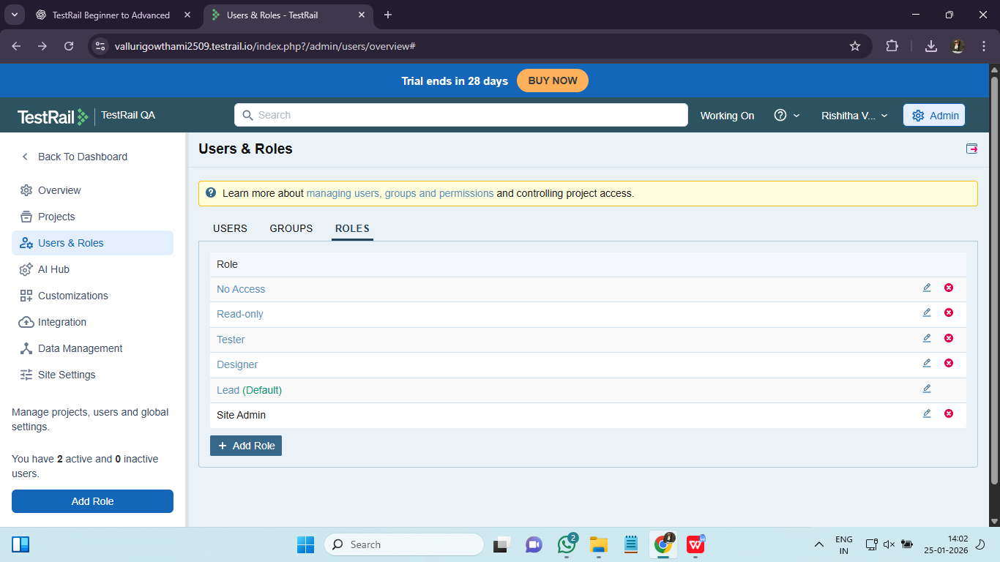 TestRail Beginner to Advanced
Users & Roles - TestRail
vallurigowthami2509.testrail.io/index.php?/admin/users/overview#
Trial ends in 28 days BUY NOW
TestRail TestRail QA Search Working On Rishitha V... Admin
Back To Dashboard
Overview
Projects
Users & Roles
AI Hub
Customizations
Integration
Data Management
Site Settings
Manage projects, users and global
settings.
You have 2 active and 0 inactive
users.
Add Role
Users & Roles
Learn more about managing users, groups and permissions and controlling project access.
USERS GROUPS ROLES
Role
No Access
Read-only
Tester
Designer
Lead (Default)
Site Admin
+ Add Role
Search
2
ENG
IN
14:02
25-01-2026